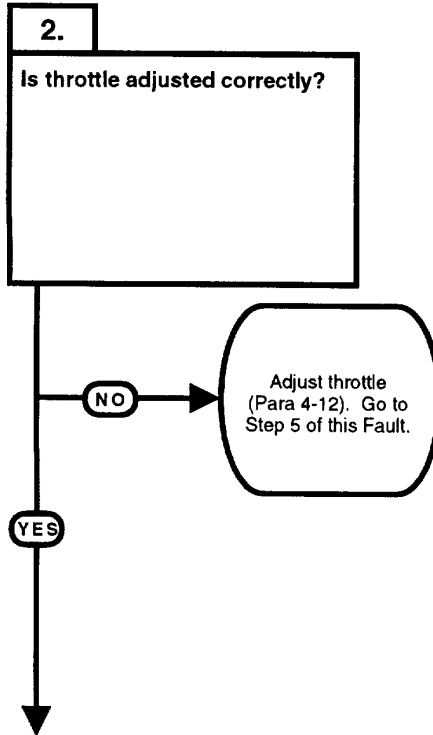 2.
Is throttle adjusted correctly?
NO
Adjust throttle
(Para 4-12). Go to
Step 5 of this Fault.
YES